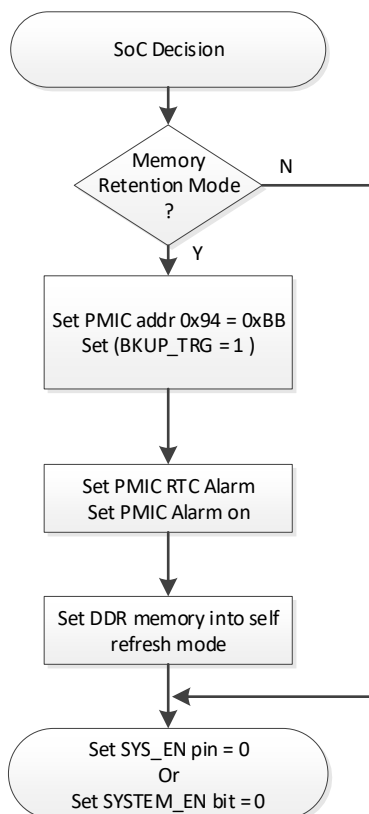 SoC Decision
Memory
Retention Mode
?
N
Y
Set PMIC addr 0x94 = 0xBB
Set (BKUP_TRG = 1 )
Set PMIC RTC Alarm
Set PMIC Alarm on
Set DDR memory into self
refresh mode
Set SYS_EN pin = 0
Or
Set SYSTEM_EN bit = 0